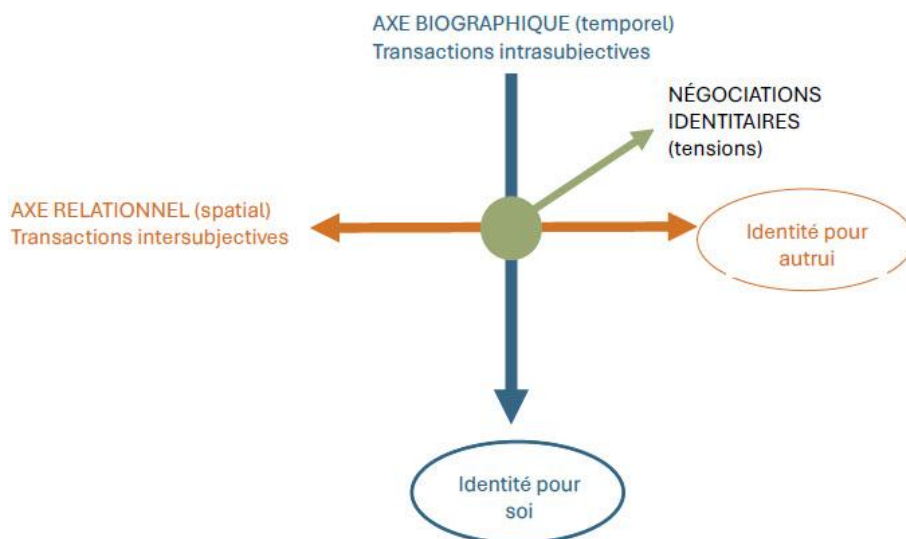 AXE BIOGRAPHIQUE (temporel)
Transactions intrasubjectives
NÉGOCIATIONS
IDENTITAIRES
(tensions)
AXE RELATIONNEL (spatial)
Transactions intersubjectives
Identité pour
autrui
Identité pour
soi